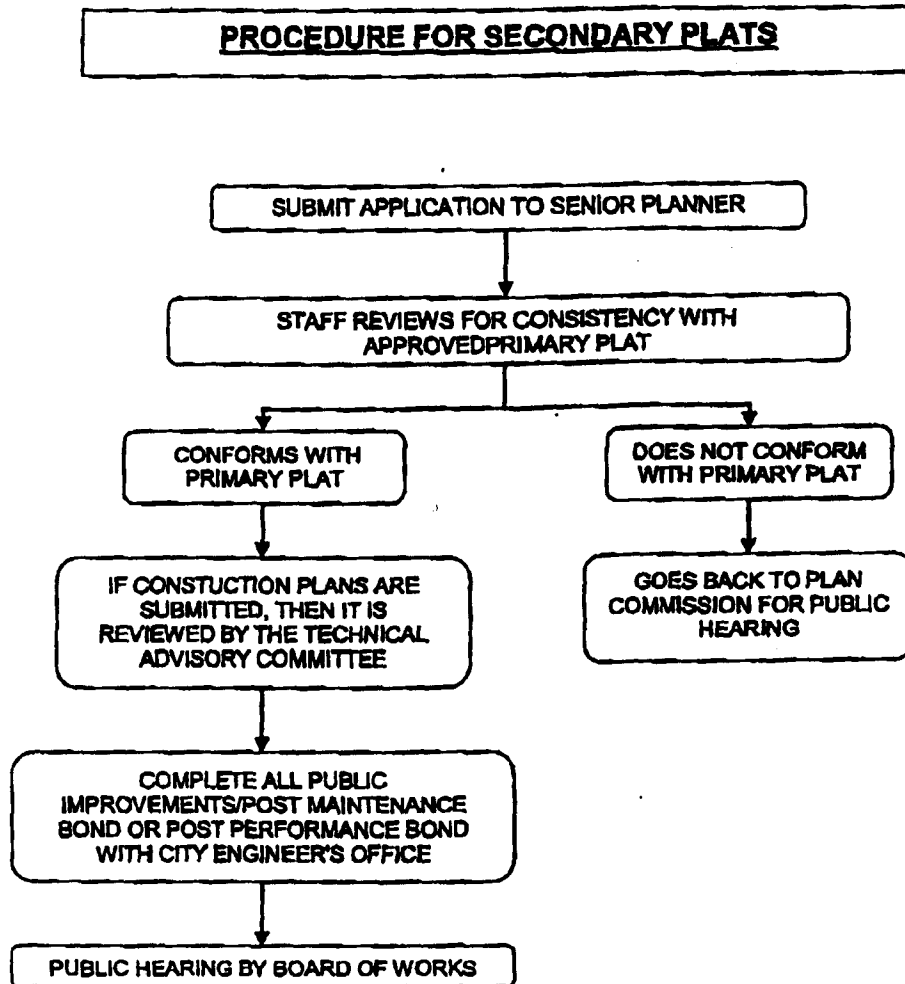 PROCEDURE FOR SECONDARY PLATS
SUBMIT APPLICATION TO SENIOR PLANNER
STAFF REVIEWS FOR CONSISTENCY WITH
APPROVEDPRIMARY PLAT
CONFORMS WITH
PRIMARY PLAT
DOES NOT CONFORM
WITH PRIMARY PLAT
IF CONSTUCTION PLANS ARE
SUBMITTED, THEN IT IS
REVIEWED BY THE TECHNICAL
ADVISORY COMMITTEE
GOES BACK TO PLAN
COMMISSION FOR PUBLIC
HEARING
COMPLETE ALL PUBLIC
IMPROVEMENTS/POST MAINTENANCE
BOND OR POST PERFORMANCE BOND
WITH CITY ENGINEER'S OFFICE
PUBLIC HEARING BY BOARD OF WORKS